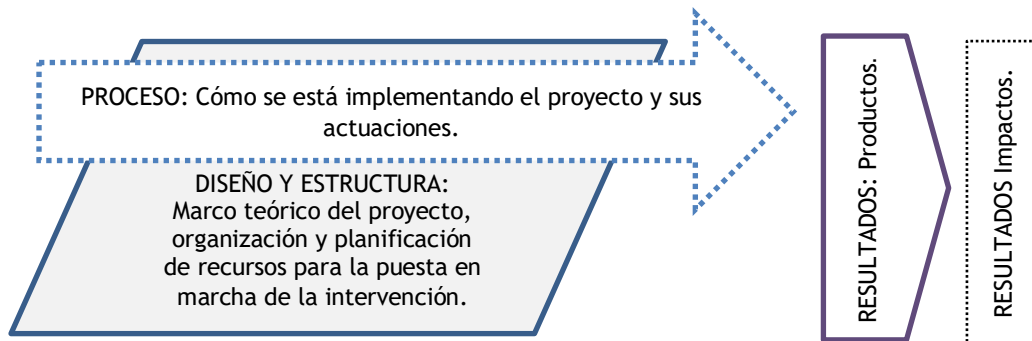 PROCESO: Cómo se está implementando el proyecto y sus
actuaciones.
DISEÑO Y ESTRUCTURA:
Marco teórico del proyecto,
organización y planificación
de recursos para la puesta en
marcha de la intervención.
RESULTADOS: Productos.
RESULTADOS Impactos.